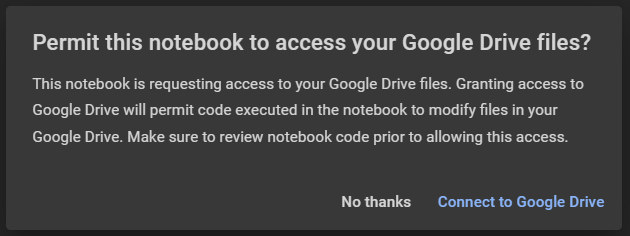 Permit this notebook to access your Google Drive files?
This notebook is requesting access to your Google Drive files. Granting access to
Google Drive will permit code executed in the notebook to modify files in your
Google Drive. Make sure to review notebook code prior to allowing this access.
No thanks Connect to Google Drive